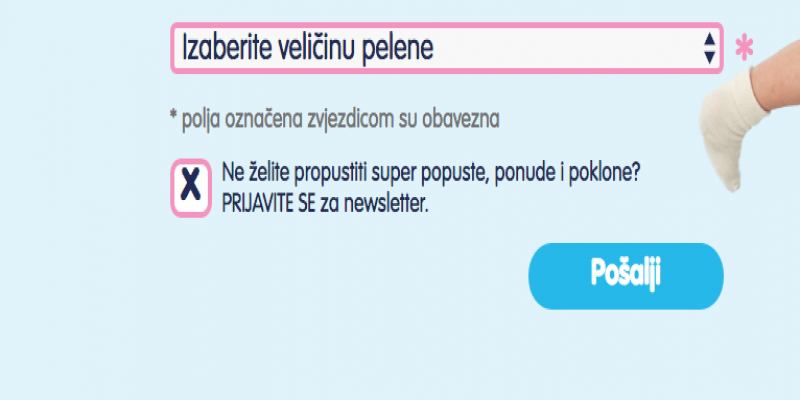 Izaberite veličinu pelene *
* polja označena zvjezdicom su obavezna
X Ne želite propustiti super popuste, ponude i poklone?
PRIJAVITE SE za newsletter.
Pošalji